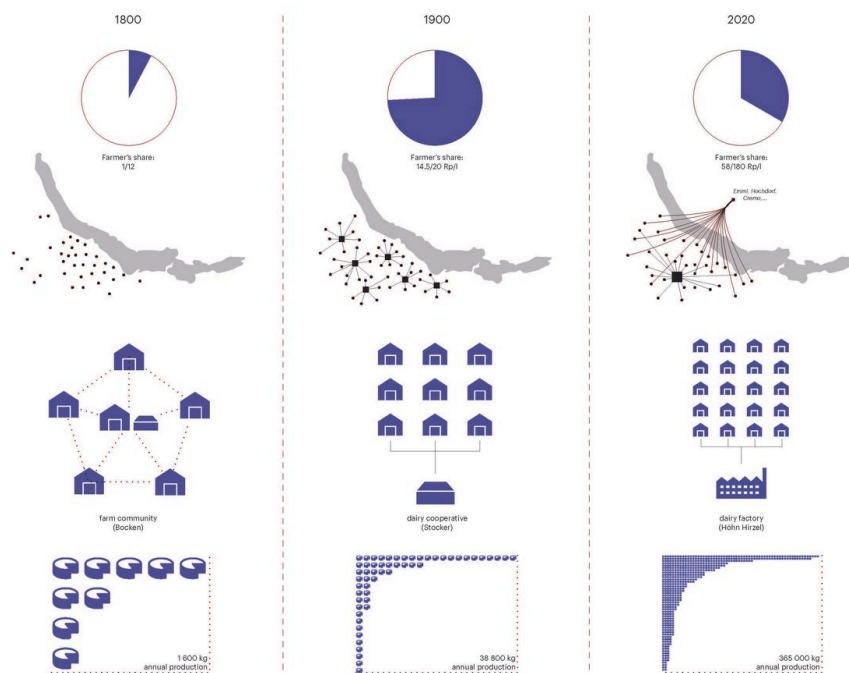 1800
1900
2020
Farmer's share:
1/12
Farmer's share:
14.5/20 Rp/l
Farmer's share:
58/180 Rp/l
Emmi, Hochdorf,
Cremo,...
farm community
(Bocken)
dairy cooperative
(Stocker)
dairy factory
(Höhn Hirzel)
1 600 kg
annual production
38 800 kg
annual production
365 000 kg
annual production